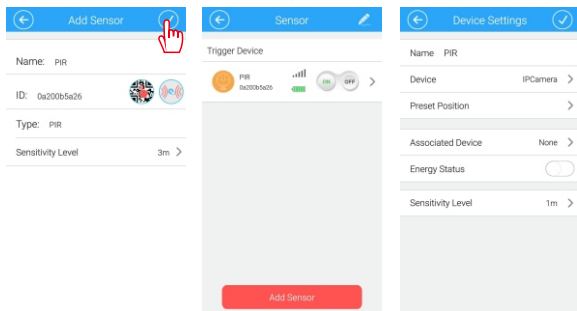 Add Sensor
Name: PIR
ID: 0a200b5a26
Type: PIR
Sensitivity Level 3m
Sensor
Trigger Device
PIR
0a200b5a26
ON OFF
Add Sensor
Device Settings
Name PIR
Device IPCamera
Preset Position
Associated Device None
Energy Status
Sensitivity Level 1m